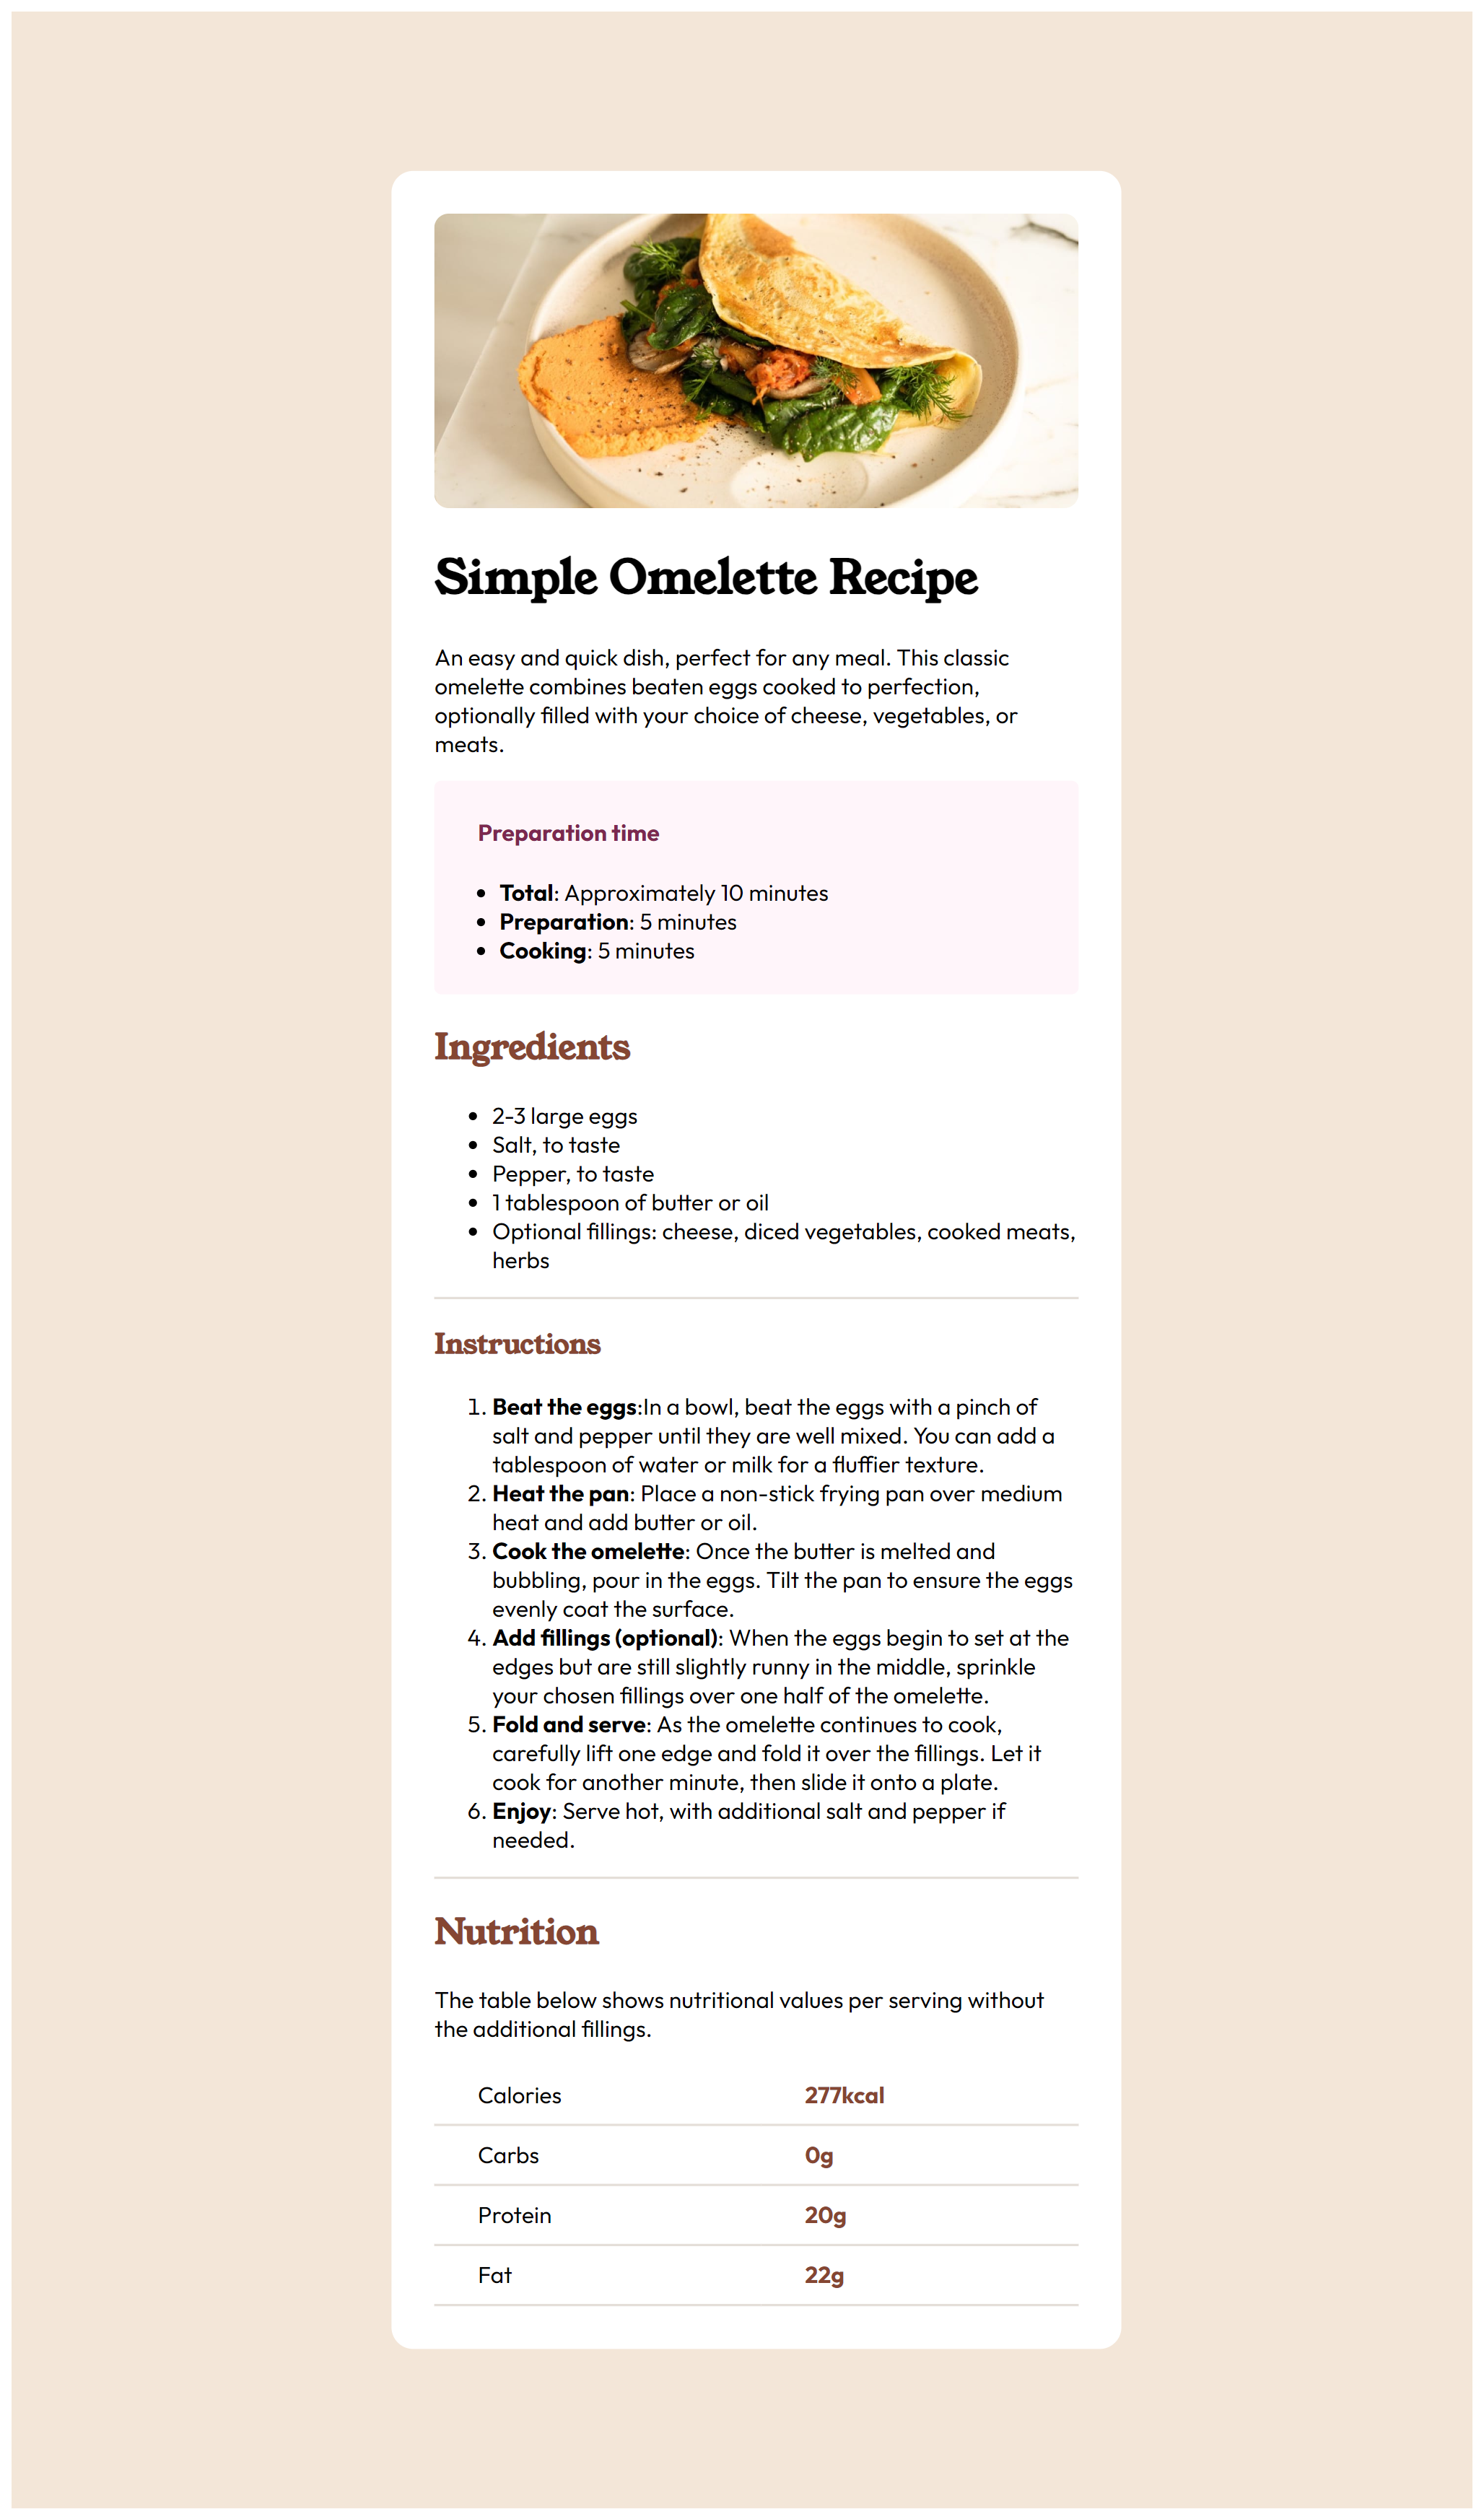 Simple Omelette Recipe
An easy and quick dish, perfect for any meal. This classic
omelette combines beaten eggs cooked to perfection,
optionally filled with your choice of cheese, vegetables, or
meats.
Preparation time
• Total: Approximately 10 minutes
• Preparation: 5 minutes
• Cooking: 5 minutes
Ingredients
• 2-3 large eggs
• Salt, to taste
• Pepper, to taste
• 1 tablespoon of butter or oil
• Optional fillings: cheese, diced vegetables, cooked meats,
herbs
Instructions
1. Beat the eggs:In a bowl, beat the eggs with a pinch of
salt and pepper until they are well mixed. You can add a
tablespoon of water or milk for a fluffier texture.
2. Heat the pan: Place a non-stick frying pan over medium
heat and add butter or oil.
3. Cook the omelette: Once the butter is melted and
bubbling, pour in the eggs. Tilt the pan to ensure the eggs
evenly coat the surface.
4. Add fillings (optional): When the eggs begin to set at the
edges but are still slightly runny in the middle, sprinkle
your chosen fillings over one half of the omelette.
5. Fold and serve: As the omelette continues to cook,
carefully lift one edge and fold it over the fillings. Let it
cook for another minute, then slide it onto a plate.
6. Enjoy: Serve hot, with additional salt and pepper if
needed.
Nutrition
The table below shows nutritional values per serving without
the additional fillings.
Calories 277kcal
Carbs 0g
Protein 20g
Fat 22g